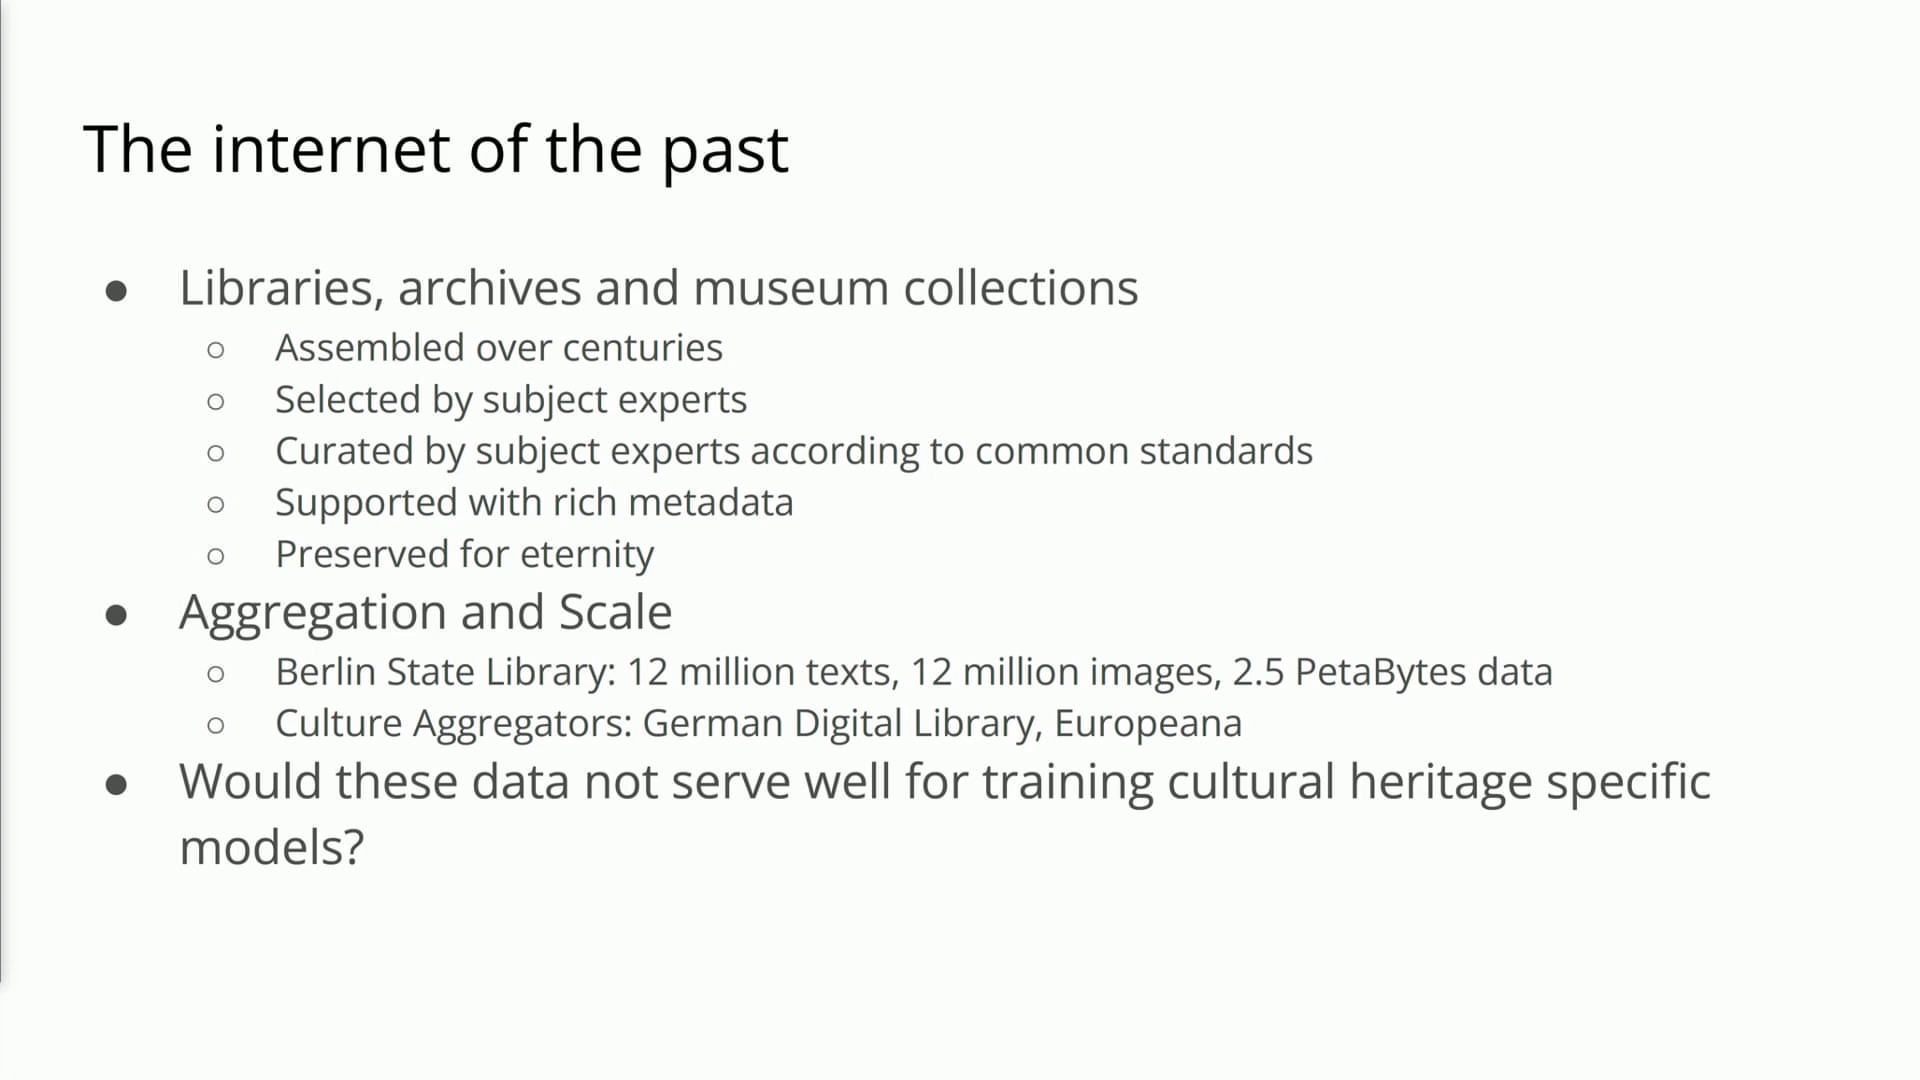 The internet of the past
● Libraries, archives and museum collections
○ Assembled over centuries
○ Selected by subject experts
○ Curated by subject experts according to common standards
○ Supported with rich metadata
○ Preserved for eternity
● Aggregation and Scale
○ Berlin State Library: 12 million texts, 12 million images, 2.5 PetaBytes data
○ Culture Aggregators: German Digital Library, Europeana
● Would these data not serve well for training cultural heritage specific
models?